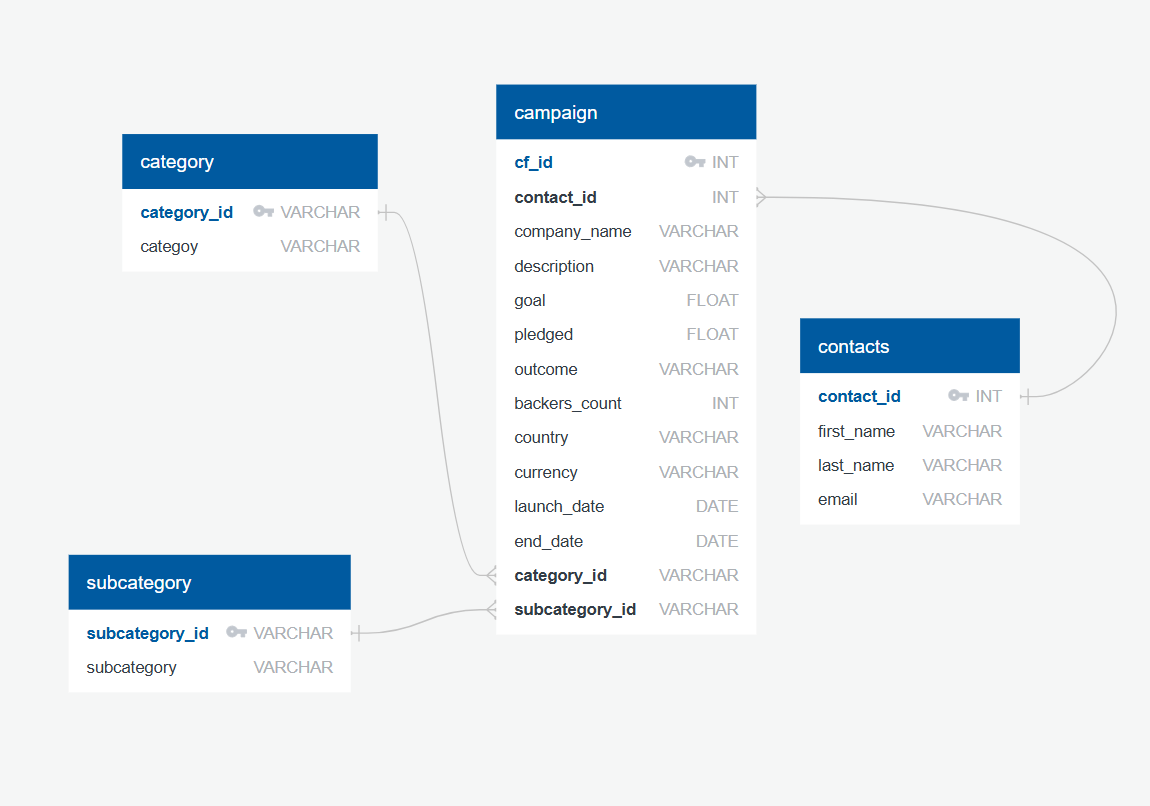 category
category_id VARCHAR
categoy VARCHAR
campaign
cf_id INT
contact_id INT
company_name VARCHAR
description VARCHAR
goal FLOAT
pledged FLOAT
outcome VARCHAR
backers_count INT
country VARCHAR
currency VARCHAR
launch_date DATE
end_date DATE
category_id VARCHAR
subcategory_id VARCHAR
contacts
contact_id INT
first_name VARCHAR
last_name VARCHAR
email VARCHAR
subcategory
subcategory_id VARCHAR
subcategory VARCHAR